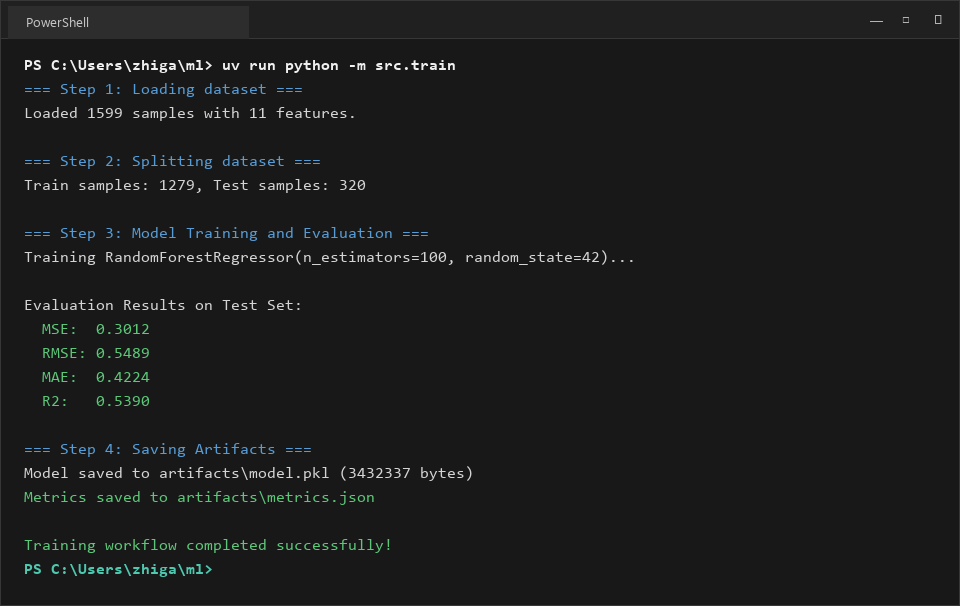 PowerShell
PS C:\Users\zhiga\ml> uv run python -m src.train
=== Step 1: Loading dataset ===
Loaded 1599 samples with 11 features.
=== Step 2: Splitting dataset ===
Train samples: 1279, Test samples: 320
=== Step 3: Model Training and Evaluation ===
Training RandomForestRegressor(n_estimators=100, random_state=42)...
Evaluation Results on Test Set:
  MSE:  0.3012
  RMSE: 0.5489
  MAE:  0.4224
  R2:   0.5390
=== Step 4: Saving Artifacts ===
Model saved to artifacts\model.pkl (3432337 bytes)
Metrics saved to artifacts\metrics.json
Training workflow completed successfully!
PS C:\Users\zhiga\ml>